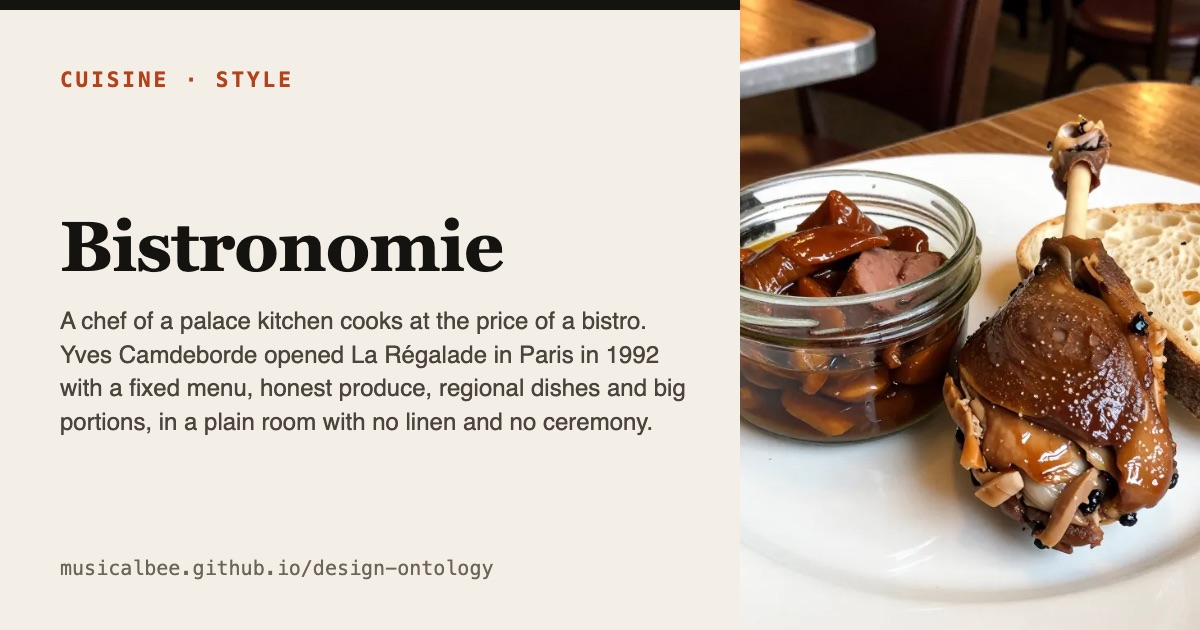 CUISINE · STYLE
Bistronomie
A chef of a palace kitchen cooks at the price of a bistro.
Yves Camdeborde opened La Régalade in Paris in 1992
with a fixed menu, honest produce, regional dishes and big
portions, in a plain room with no linen and no ceremony.
musicalbee.github.io/design-ontology